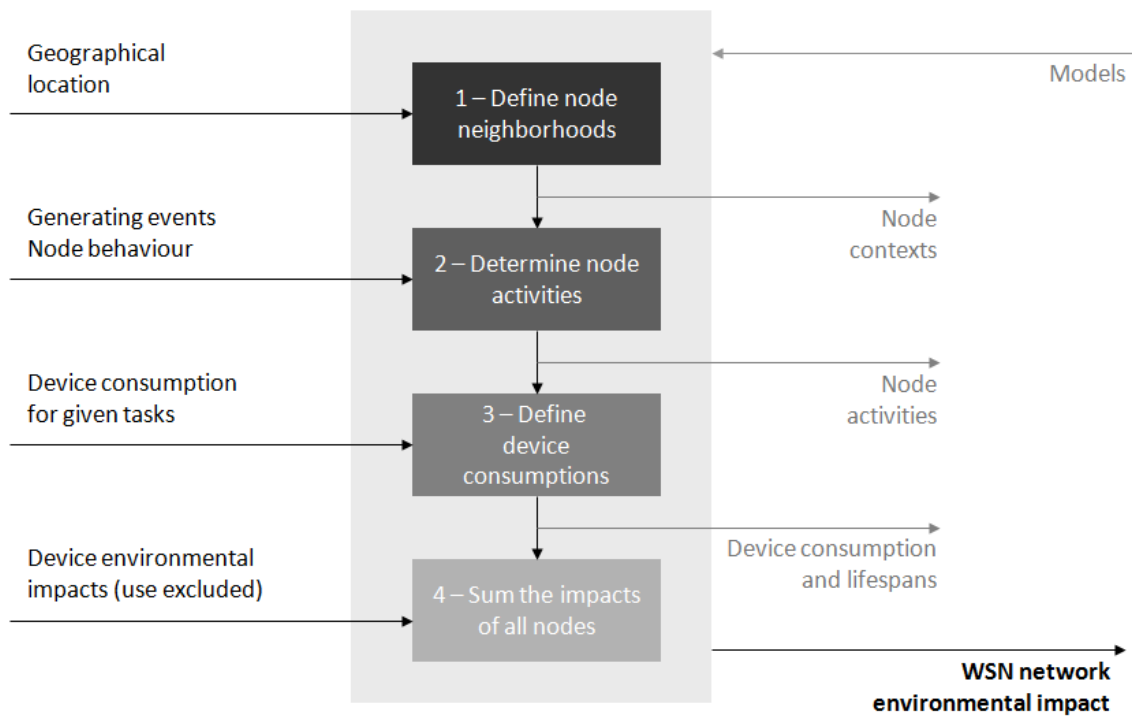 Geographical
location
Models
1 – Define node
neighborhoods
Generating events
Node behaviour
Node
contexts
2 – Determine node
activities
Device consumption
for given tasks
Node
activities
3 – Define
device
consumptions
Device environmental
impacts (use excluded)
Device consumption
and lifespans
4 – Sum the impacts
of all nodes
WSN network
environmental impact